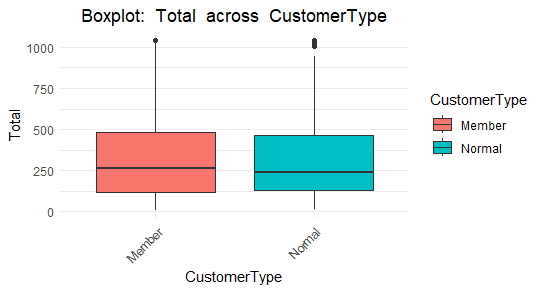 Boxplot: Total across CustomerType
1000
750
500
250
0
Total
Member
Normal
CustomerType
CustomerType
Member
Normal